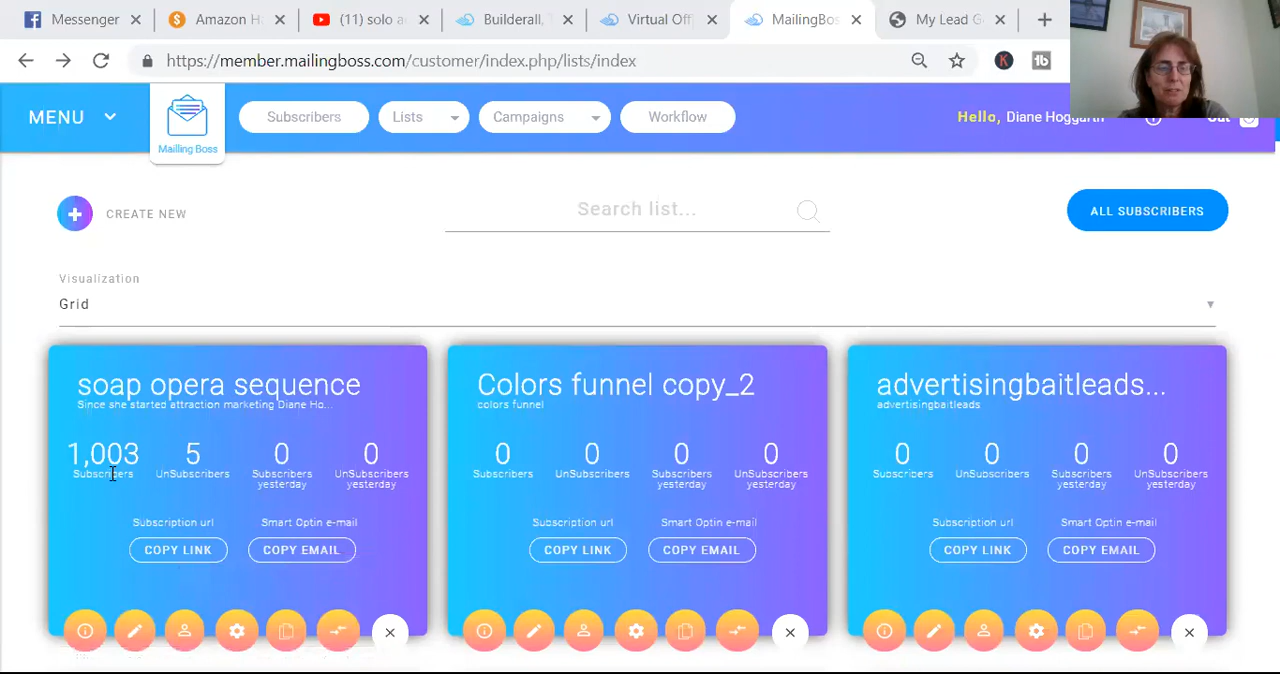 Messenger
Amazon H
(11) solo a
Builderall, T
Virtual Off
MailingBos
My Lead G
https://member.mailingboss.com/customer/index.php/lists/index
MENU
Mailling Boss
Subscribers
Lists
Campaigns
Workflow
Hello, Diane Hoggarth
Out
CREATE NEW
Search list...
ALL SUBSCRIBERS
Visualization
Grid
soap opera sequence
Since she started attraction marketing Diane Ho...
1,003 5 0 0
Subscribers UnSubscribers Subscribers yesterday UnSubscribers yesterday
Subscription url Smart Optin e-mail
COPY LINK COPY EMAIL
Colors funnel copy_2
colors funnel
0 0 0 0
Subscribers UnSubscribers Subscribers yesterday UnSubscribers yesterday
Subscription url Smart Optin e-mail
COPY LINK COPY EMAIL
advertisingbaitleads...
advertisingbaitleads
0 0 0 0
Subscribers UnSubscribers Subscribers yesterday UnSubscribers yesterday
Subscription url Smart Optin e-mail
COPY LINK COPY EMAIL